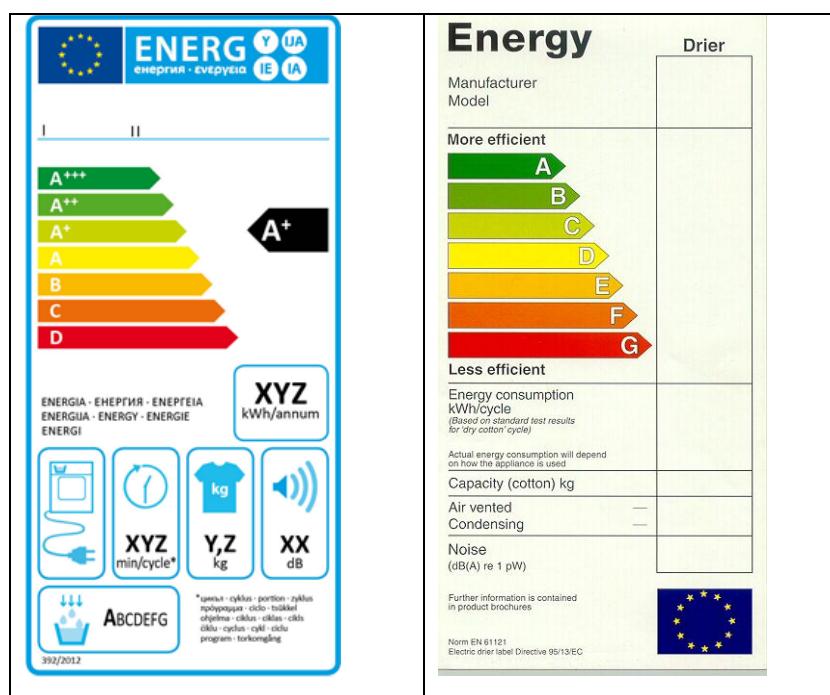 ENERG Y UA
енергия · ενεργεια IE IA
I II
A+++
A++
A+
A
B
C
D
A+
XYZ
kWh/annum
ENERGIA · ЕНЕРГИЯ · ΕΝΕΡΓΕΙΑ
ENERGIJA · ENERGY · ENERGIE
ENERGI
XYZ
min/cycle*
kg
Y,Z
kg
XX
dB
ABCDEFG
*цикъл · cyklus · portion · zyklus
πρόγραμμα · ciclo · tsükkel
ohjelma · ciklus · ciklas · cikls
ċiklu · cyclus · cykl · ciclu
program · torkomgång
392/2012
Energy
Drier
Manufacturer
Model
More efficient
A
B
C
D
E
F
G
Less efficient
Energy consumption
kWh/cycle
(Based on standard test results
for 'dry cotton' cycle)
Actual energy consumption will depend
on how the appliance is used
Capacity (cotton) kg
Air vented —
Condensing —
Noise
(dB(A) re 1 pW)
Further information is contained
in product brochures
Norm EN 61121
Electric drier label Directive 95/13/EC